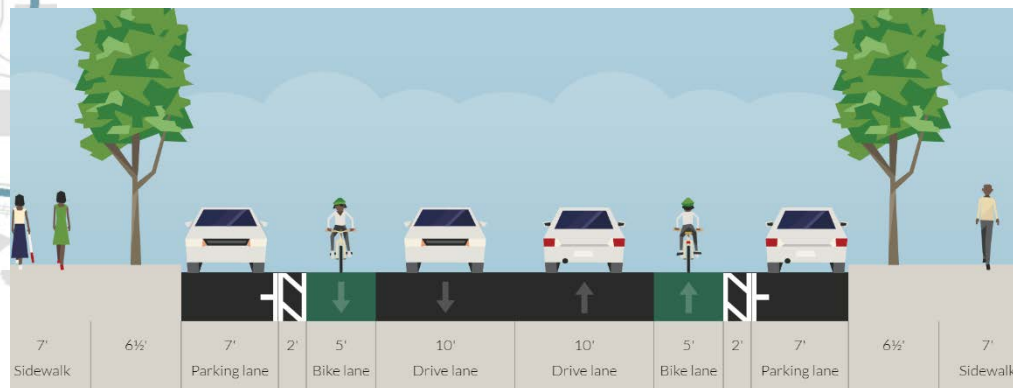 7' 6½' 7' 2' 5' 10' 10' 5' 2' 7' 6½' 7'
Sidewalk Parking lane Bike lane Drive lane Drive lane Bike lane Parking lane Sidewalk